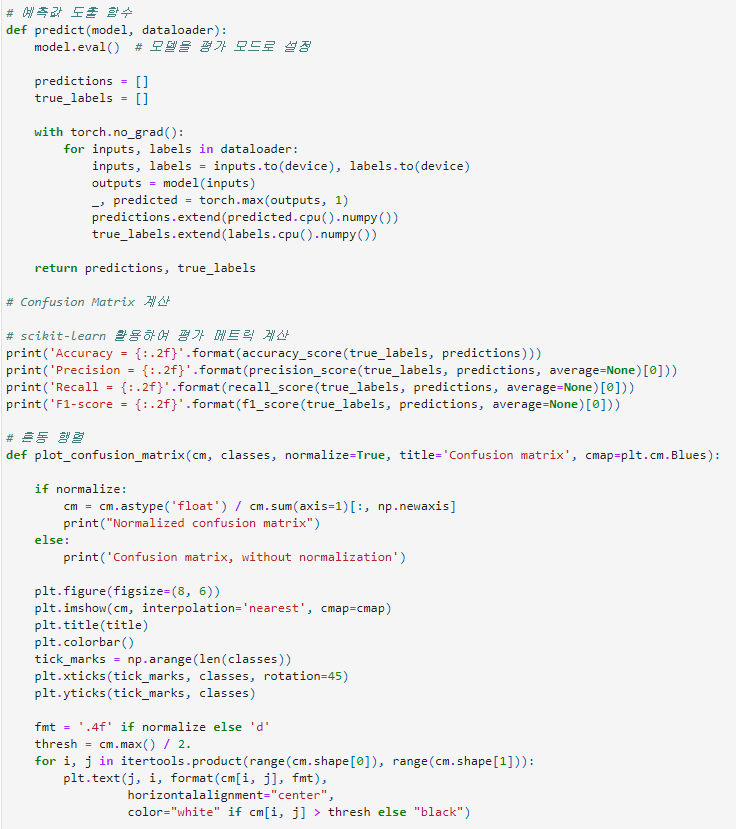 # 예측값 도출 함수
def predict(model, dataloader):
    model.eval()  # 모델을 평가 모드로 설정

    predictions = []
    true_labels = []

    with torch.no_grad():
        for inputs, labels in dataloader:
            inputs, labels = inputs.to(device), labels.to(device)
            outputs = model(inputs)
            _, predicted = torch.max(outputs, 1)
            predictions.extend(predicted.cpu().numpy())
            true_labels.extend(labels.cpu().numpy())

    return predictions, true_labels

# Confusion Matrix 계산

# scikit-learn 활용하여 평가 메트릭 계산
print('Accuracy = {:.2f}'.format(accuracy_score(true_labels, predictions)))
print('Precision = {:.2f}'.format(precision_score(true_labels, predictions, average=None)[0]))
print('Recall = {:.2f}'.format(recall_score(true_labels, predictions, average=None)[0]))
print('F1-score = {:.2f}'.format(f1_score(true_labels, predictions, average=None)[0]))

# 혼동 행렬
def plot_confusion_matrix(cm, classes, normalize=True, title='Confusion matrix', cmap=plt.cm.Blues):

    if normalize:
        cm = cm.astype('float') / cm.sum(axis=1)[:, np.newaxis]
        print("Normalized confusion matrix")
    else:
        print('Confusion matrix, without normalization')

    plt.figure(figsize=(8, 6))
    plt.imshow(cm, interpolation='nearest', cmap=cmap)
    plt.title(title)
    plt.colorbar()
    tick_marks = np.arange(len(classes))
    plt.xticks(tick_marks, classes, rotation=45)
    plt.yticks(tick_marks, classes)

    fmt = '.4f' if normalize else 'd'
    thresh = cm.max() / 2.
    for i, j in itertools.product(range(cm.shape[0]), range(cm.shape[1])):
        plt.text(j, i, format(cm[i, j], fmt),
                 horizontalalignment="center",
                 color="white" if cm[i, j] > thresh else "black")